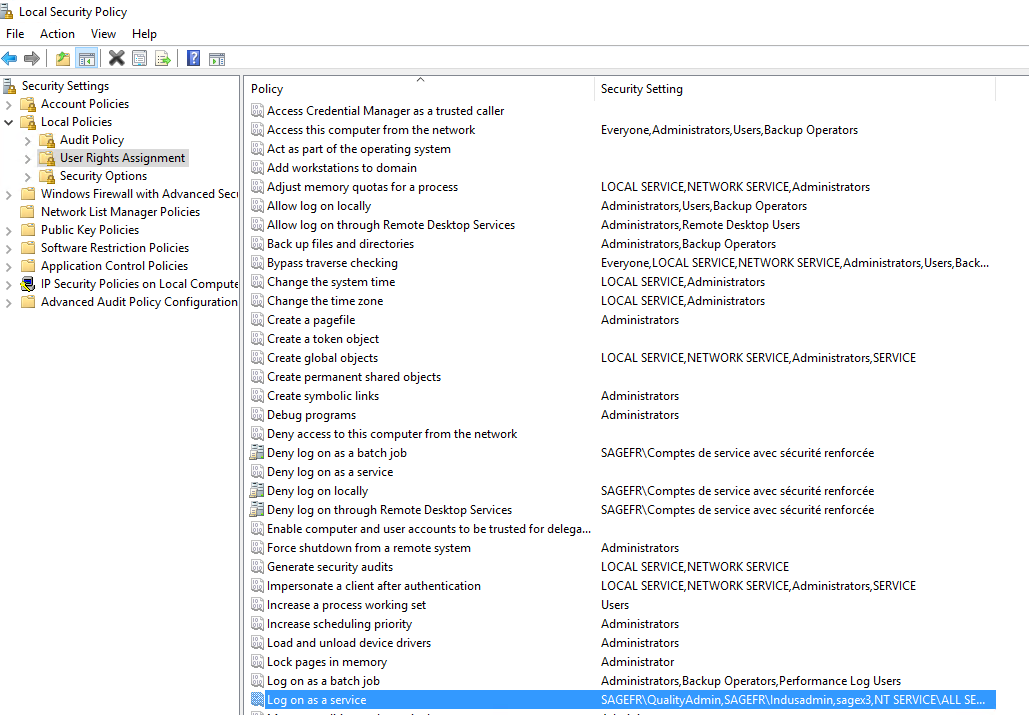 Local Security Policy
File Action View Help
Security Settings
Account Policies
Local Policies
Audit Policy
User Rights Assignment
Security Options
Windows Firewall with Advanced Secu
Network List Manager Policies
Public Key Policies
Software Restriction Policies
Application Control Policies
IP Security Policies on Local Compute
Advanced Audit Policy Configuration
Policy Security Setting
Access Credential Manager as a trusted caller
Access this computer from the network Everyone,Administrators,Users,Backup Operators
Act as part of the operating system
Add workstations to domain
Adjust memory quotas for a process LOCAL SERVICE,NETWORK SERVICE,Administrators
Allow log on locally Administrators,Users,Backup Operators
Allow log on through Remote Desktop Services Administrators,Remote Desktop Users
Back up files and directories Administrators,Backup Operators
Bypass traverse checking Everyone,LOCAL SERVICE,NETWORK SERVICE,Administrators,Users,Back...
Change the system time LOCAL SERVICE,Administrators
Change the time zone LOCAL SERVICE,Administrators
Create a pagefile Administrators
Create a token object
Create global objects LOCAL SERVICE,NETWORK SERVICE,Administrators,SERVICE
Create permanent shared objects
Create symbolic links Administrators
Debug programs Administrators
Deny access to this computer from the network
Deny log on as a batch job SAGEFR\Comptes de service avec sécurité renforcée
Deny log on as a service
Deny log on locally SAGEFR\Comptes de service avec sécurité renforcée
Deny log on through Remote Desktop Services SAGEFR\Comptes de service avec sécurité renforcée
Enable computer and user accounts to be trusted for delega...
Force shutdown from a remote system Administrators
Generate security audits LOCAL SERVICE,NETWORK SERVICE
Impersonate a client after authentication LOCAL SERVICE,NETWORK SERVICE,Administrators,SERVICE
Increase a process working set Users
Increase scheduling priority Administrators
Load and unload device drivers Administrators
Lock pages in memory Administrator
Log on as a batch job Administrators,Backup Operators,Performance Log Users
Log on as a service SAGEFR\QualityAdmin,SAGEFR\Indusadmin,sagex3,NT SERVICE\ALL SE...